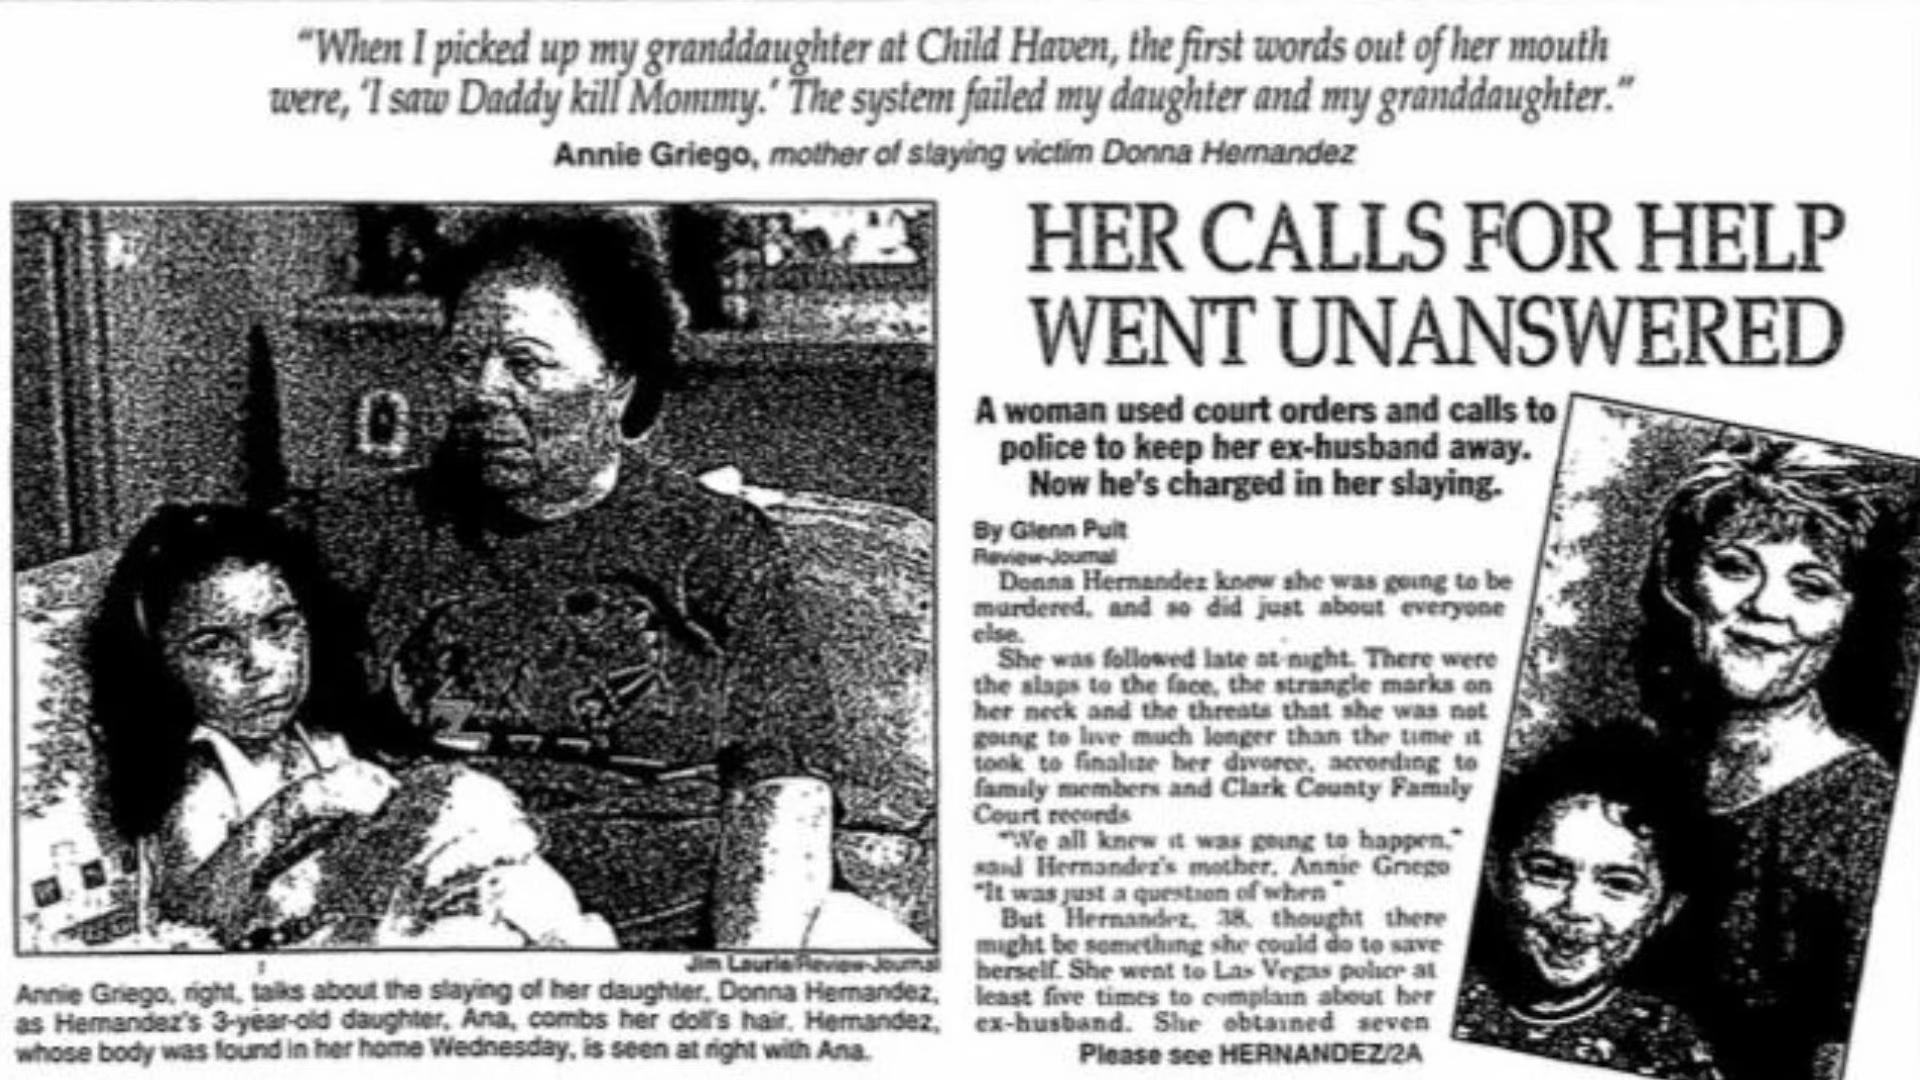 “When I picked up my granddaughter at Child Haven, the first words out of her mouth
were, ‘I saw Daddy kill Mommy.’ The system failed my daughter and my granddaughter.”
Annie Griego, mother of slaying victim Donna Hernandez
Jim Laurie/Review-Journal
Annie Griego, right, talks about the slaying of her daughter, Donna Hernandez,
as Hernandez's 3-year-old daughter, Ana, combs her doll's hair. Hernandez,
whose body was found in her home Wednesday, is seen at right with Ana.
HER CALLS FOR HELP
WENT UNANSWERED
A woman used court orders and calls to
police to keep her ex-husband away.
Now he's charged in her slaying.
By Glenn Puit
Review-Journal
Donna Hernandez knew she was going to be
murdered, and so did just about everyone
else.
She was followed late at night. There were
the slaps to the face, the strangle marks on
her neck and the threats that she was not
going to live much longer than the time it
took to finalize her divorce, according to
family members and Clark County Family
Court records
"We all knew it was going to happen,"
said Hernandez's mother, Annie Griego
"It was just a question of when"
But Hernandez, 38, thought there
might be something she could do to save
herself. She went to Las Vegas police at
least five times to complain about her
ex-husband. She obtained seven
Please see HERNANDEZ/2A